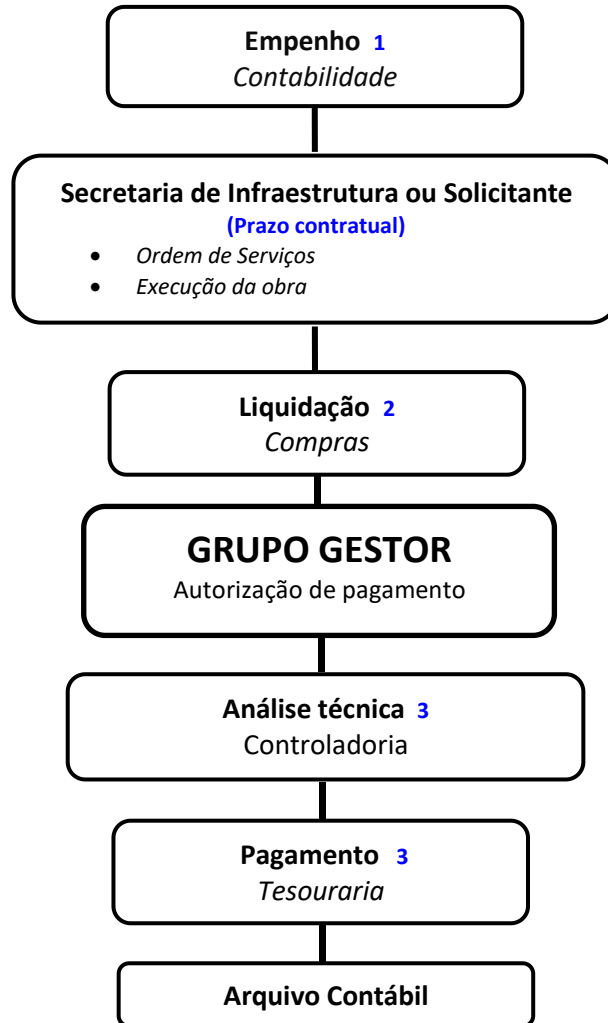 Empenho 1
Contabilidade
Secretaria de Infraestrutura ou Solicitante
(Prazo contratual)
• Ordem de Serviços
• Execução da obra
Liquidação 2
Compras
GRUPO GESTOR
Autorização de pagamento
Análise técnica 3
Controladoria
Pagamento 3
Tesouraria
Arquivo Contábil